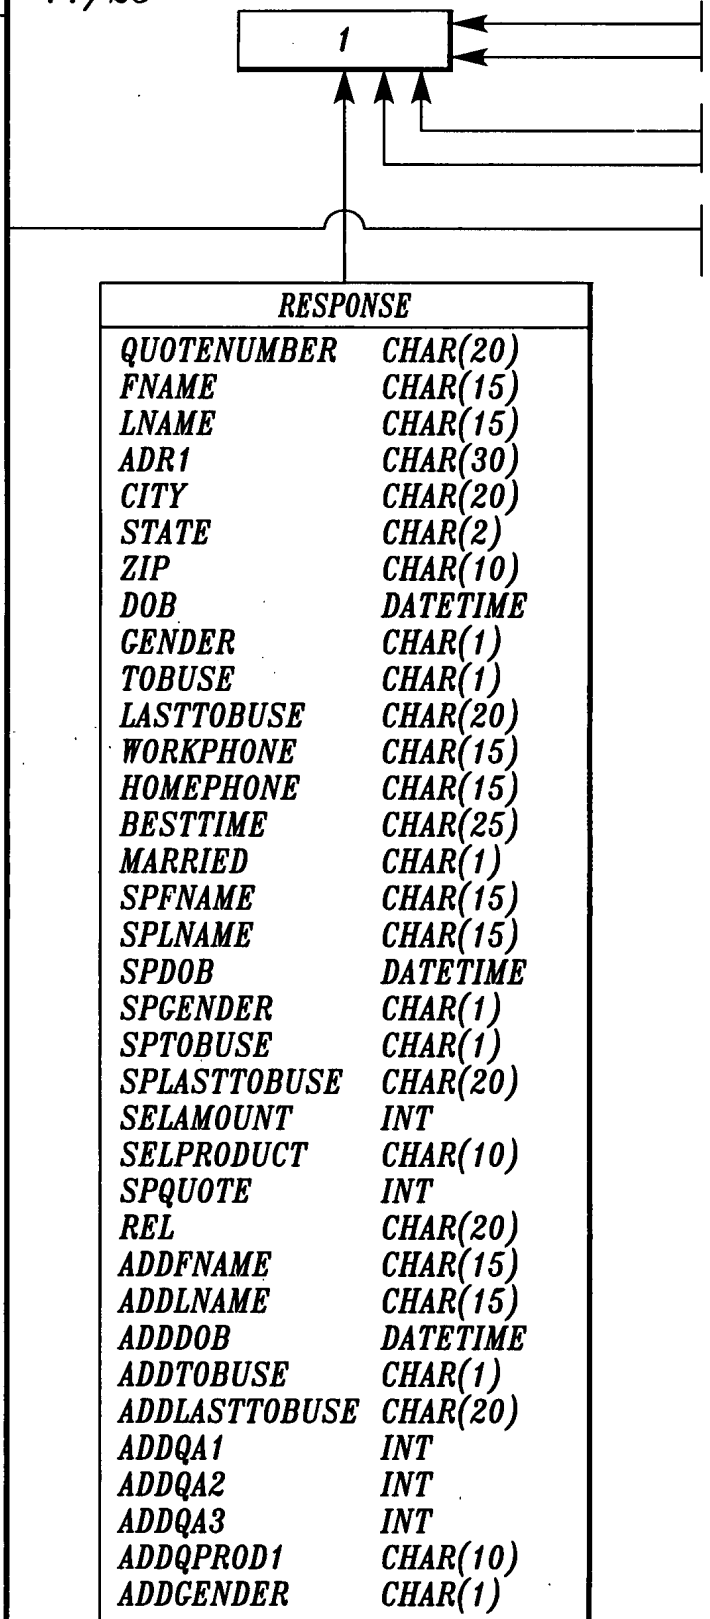 1
RESPONSE
QUOTENUMBER CHAR(20)
FNAME CHAR(15)
LNAME CHAR(15)
ADR1 CHAR(30)
CITY CHAR(20)
STATE CHAR(2)
ZIP CHAR(10)
DOB DATETIME
GENDER CHAR(1)
TOBUSE CHAR(1)
LASTTOBUSE CHAR(20)
WORKPHONE CHAR(15)
HOMEPHONE CHAR(15)
BESTTIME CHAR(25)
MARRIED CHAR(1)
SPFNAME CHAR(15)
SPLNAME CHAR(15)
SPDOB DATETIME
SPGENDER CHAR(1)
SPTOBUSE CHAR(1)
SPLASTTOBUSE CHAR(20)
SELAMOUNT INT
SELPRODUCT CHAR(10)
SPQUOTE INT
REL CHAR(20)
ADDFNAME CHAR(15)
ADDLNAME CHAR(15)
ADDDOB DATETIME
ADDTOBUSE CHAR(1)
ADDLASTTOBUSE CHAR(20)
ADDQA1 INT
ADDQA2 INT
ADDQA3 INT
ADDQPROD1 CHAR(10)
ADDGENDER CHAR(1)